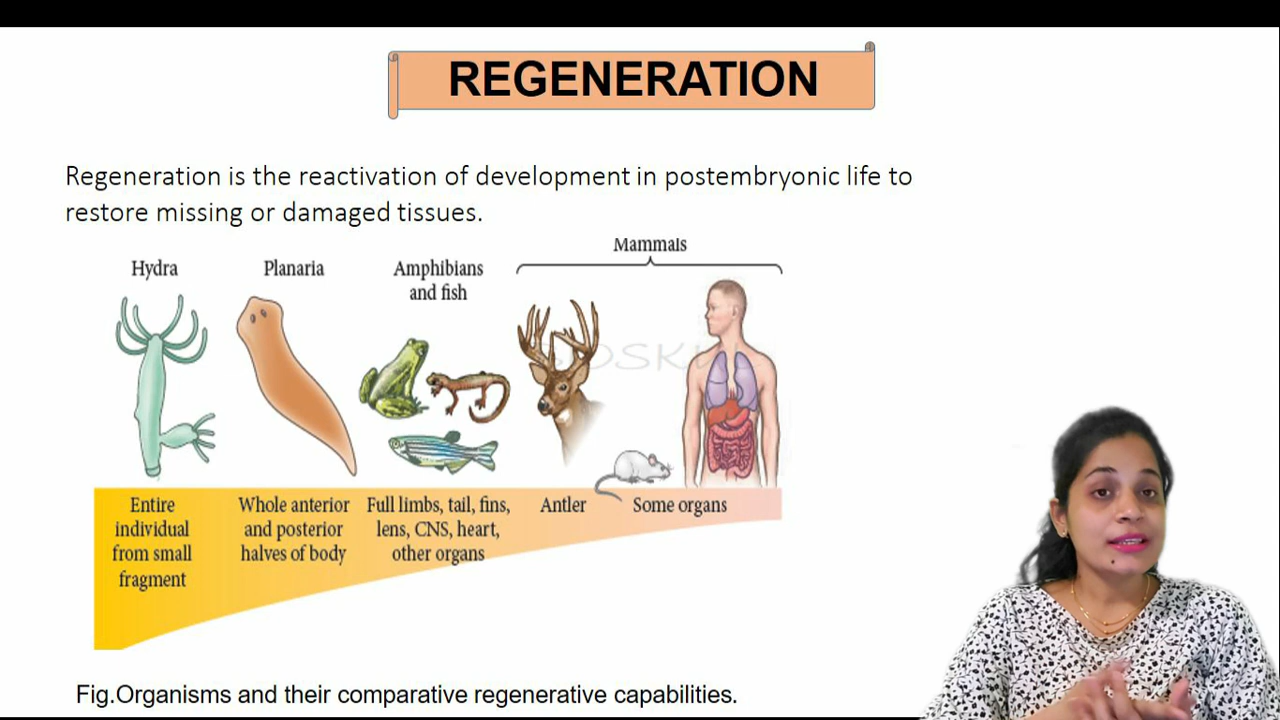 REGENERATION
Regeneration is the reactivation of development in postembryonic life to
restore missing or damaged tissues.
Mammals
Hydra
Planaria
Amphibians
and fish
Entire
individual
from small
fragment
Whole anterior
and posterior
halves of body
Full limbs, tail, fins,
lens, CNS, heart,
other organs
Antler
Some organs
Fig.Organisms and their comparative regenerative capabilities.